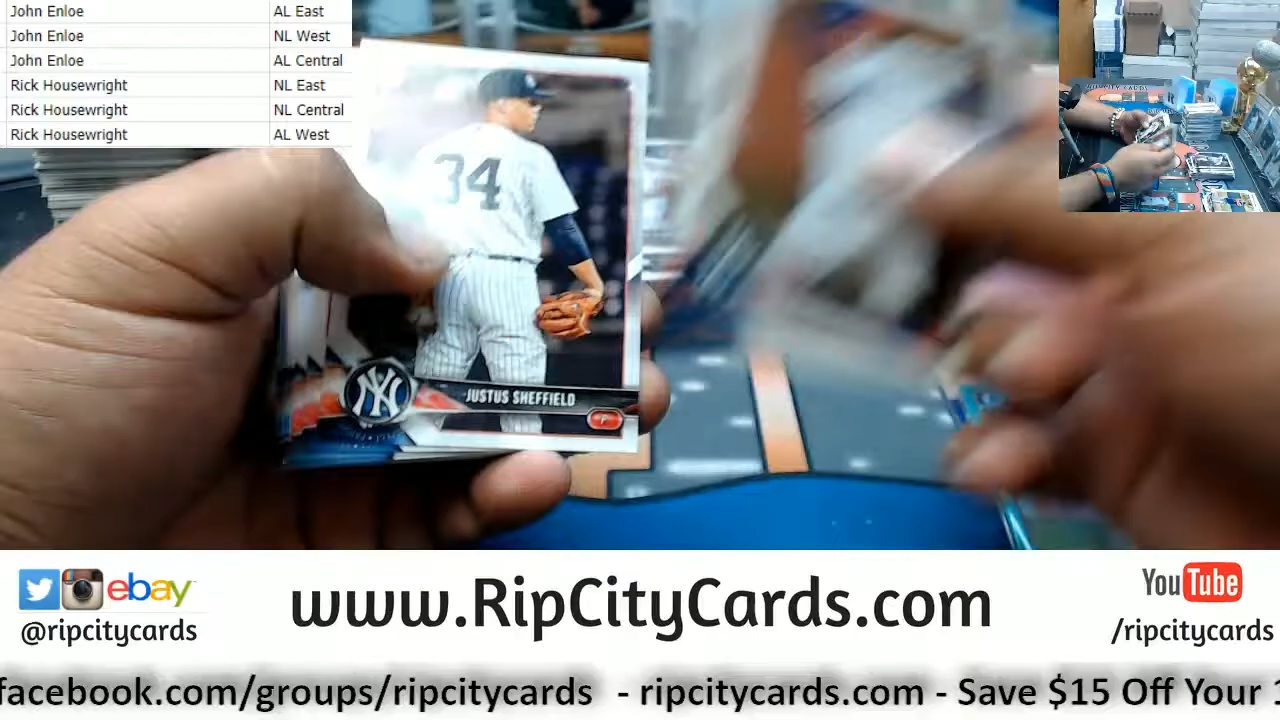 John Enloe AL East
John Enloe NL West
John Enloe AL Central
Rick Housewright NL East
Rick Housewright NL Central
Rick Housewright AL West
34
NY
JUSTUS SHEFFIELD
P
ebay
@ripcitycards
www.RipCityCards.com
YouTube
/ripcitycards
facebook.com/groups/ripcitycards - ripcitycards.com - Save $15 Off Your